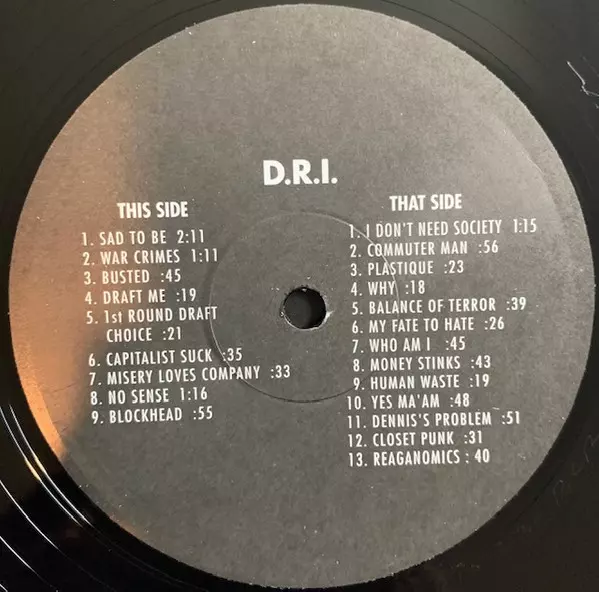 D.R.I.
THIS SIDE
1. SAD TO BE 2:11
2. WAR CRIMES 1:11
3. BUSTED :45
4. DRAFT ME :19
5. 1st ROUND DRAFT
CHOICE :21
6. CAPITALIST SUCK :35
7. MISERY LOVES COMPANY :33
8. NO SENSE 1:16
9. BLOCKHEAD :55
THAT SIDE
1. I DON'T NEED SOCIETY 1:15
2. COMMUTER MAN :56
3. PLASTIQUE :23
4. WHY :18
5. BALANCE OF TERROR :39
6. MY FATE TO HATE :26
7. WHO AM I :45
8. MONEY STINKS :43
9. HUMAN WASTE :19
10. YES MA'AM :48
11. DENNIS'S PROBLEM :51
12. CLOSET PUNK :31
13. REAGANOMICS : 40